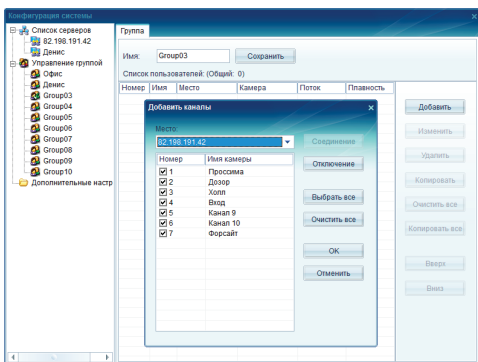 Конфигурация системы
Список серверов
82.198.191.42
Денис
Управление группой
Офис
Денис
Group03
Group04
Group05
Group06
Group07
Group08
Group09
Group10
Дополнительные настр
Группа
Имя: Group03 Сохранить
Список пользователей: (Общий: 0)
Номер Имя Место Камера Поток Плавность
Добавить каналы
Место:
82.198.191.42
Номер Имя камеры
1 Проссима
2 Дозор
3 Холл
4 Вход
5 Канал 9
6 Канал 10
7 Форсайт
Соединение
Отключение
Выбрать все
Очистить все
OK
Отменить
Добавить
Изменить
Удалить
Копировать
Очистить все
Копировать все
Вверх
Вниз